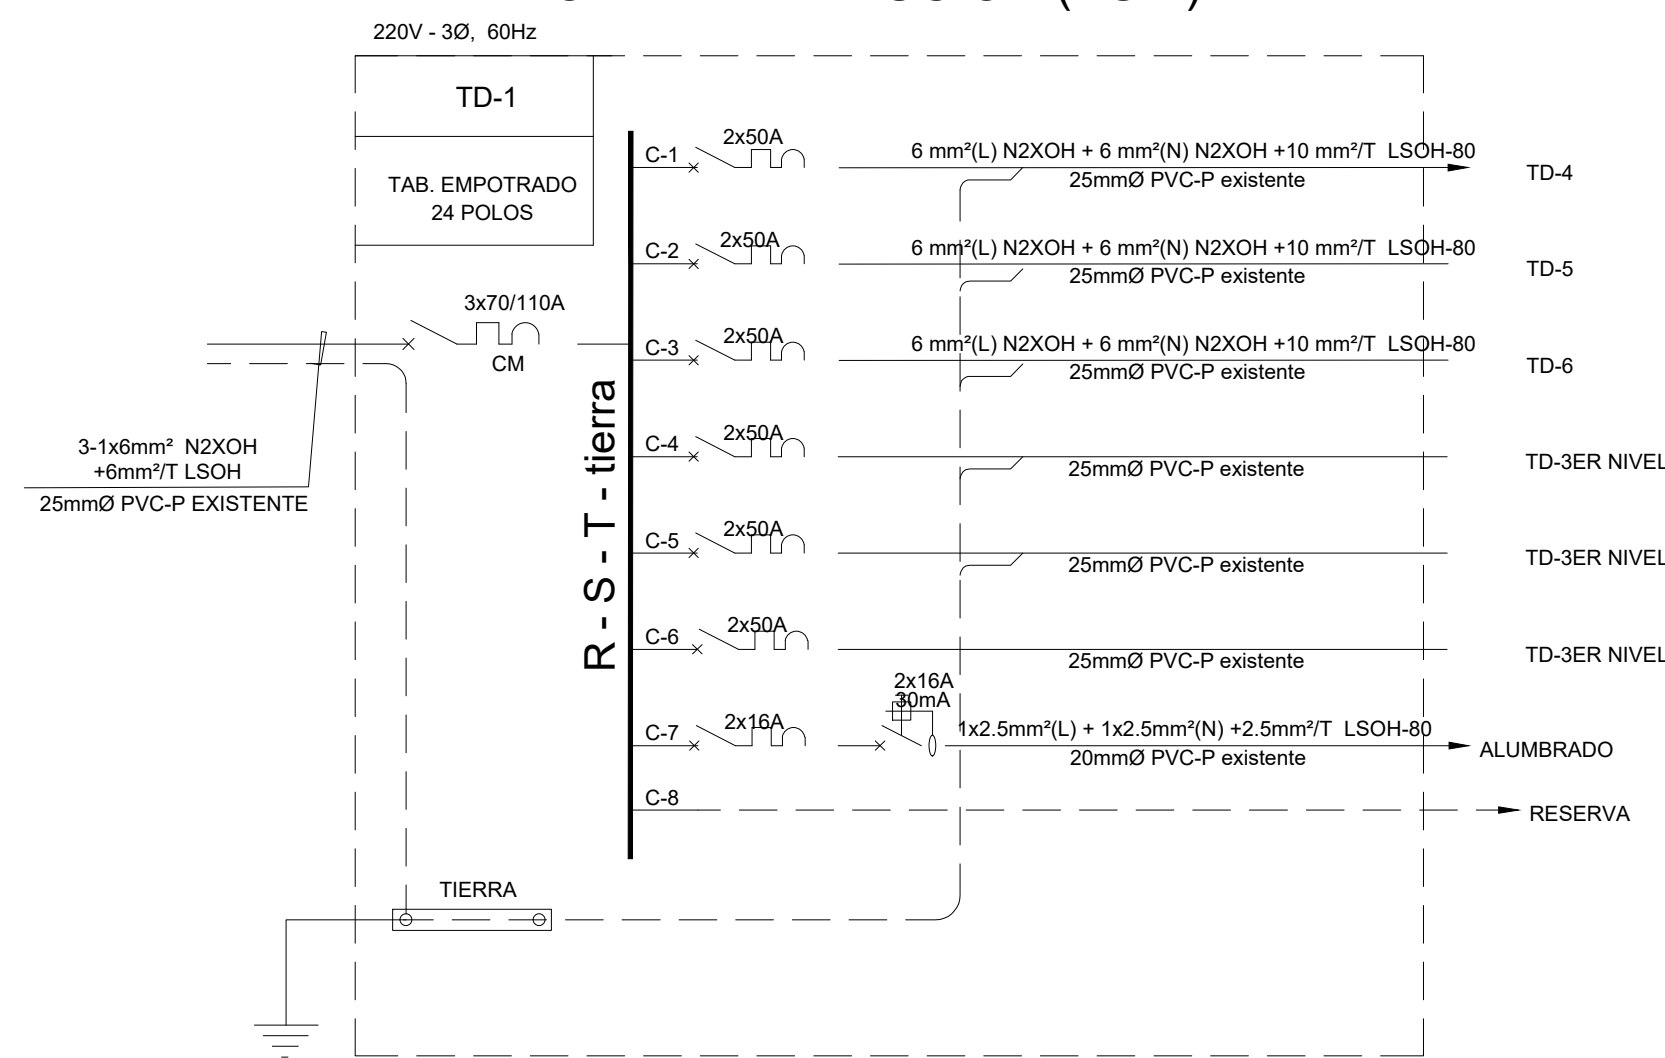 220V - 3Ø, 60Hz
TD-1
TAB. EMPOTRADO
24 POLOS
3x70/110A
CM
3-1x6mm² N2XOH
+6mm²/T LSOH
25mmØ PVC-P EXISTENTE
R - S - T - tierra
C-1
2x50A
6 mm²(L) N2XOH + 6 mm²(N) N2XOH +10 mm²/T LSOH-80
25mmØ PVC-P existente
TD-4
C-2
2x50A
6 mm²(L) N2XOH + 6 mm²(N) N2XOH +10 mm²/T LSOH-80
25mmØ PVC-P existente
TD-5
C-3
2x50A
6 mm²(L) N2XOH + 6 mm²(N) N2XOH +10 mm²/T LSOH-80
25mmØ PVC-P existente
TD-6
C-4
2x50A
25mmØ PVC-P existente
TD-3ER NIVEL
C-5
2x50A
25mmØ PVC-P existente
TD-3ER NIVEL
C-6
2x50A
25mmØ PVC-P existente
TD-3ER NIVEL
C-7
2x16A
2x16A
30mA
1x2.5mm²(L) + 1x2.5mm²(N) +2.5mm²/T LSOH-80
20mmØ PVC-P existente
ALUMBRADO
C-8
RESERVA
TIERRA